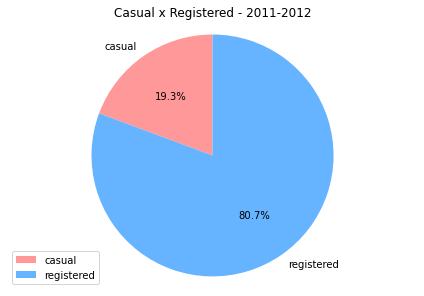 Casual x Registered - 2011-2012
casual
19.3%
80.7%
registered
casual
registered